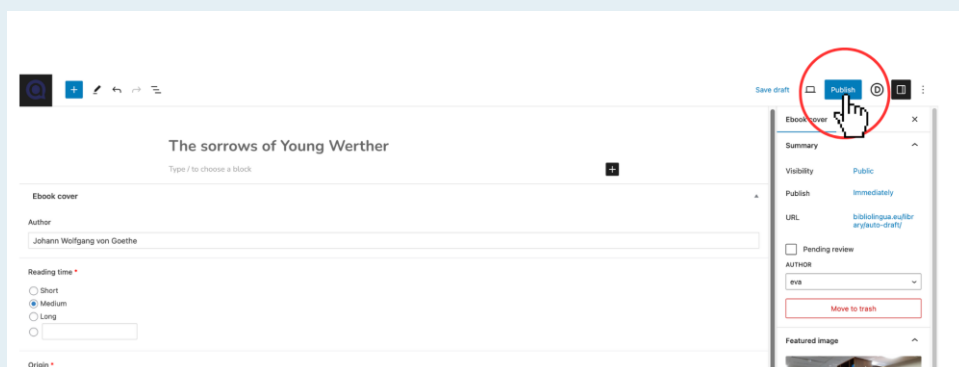 Save draft
Publish
The sorrows of Young Werther
Type / to choose a block
Ebook cover
Author
Johann Wolfgang von Goethe
Reading time *
Short
Medium
Long
Origin *
Ebook cover
Summary
Visibility Public
Publish Immediately
URL bibliolingua.eu/libr
ary/auto-draft/
Pending review
AUTHOR
eva
Move to trash
Featured image